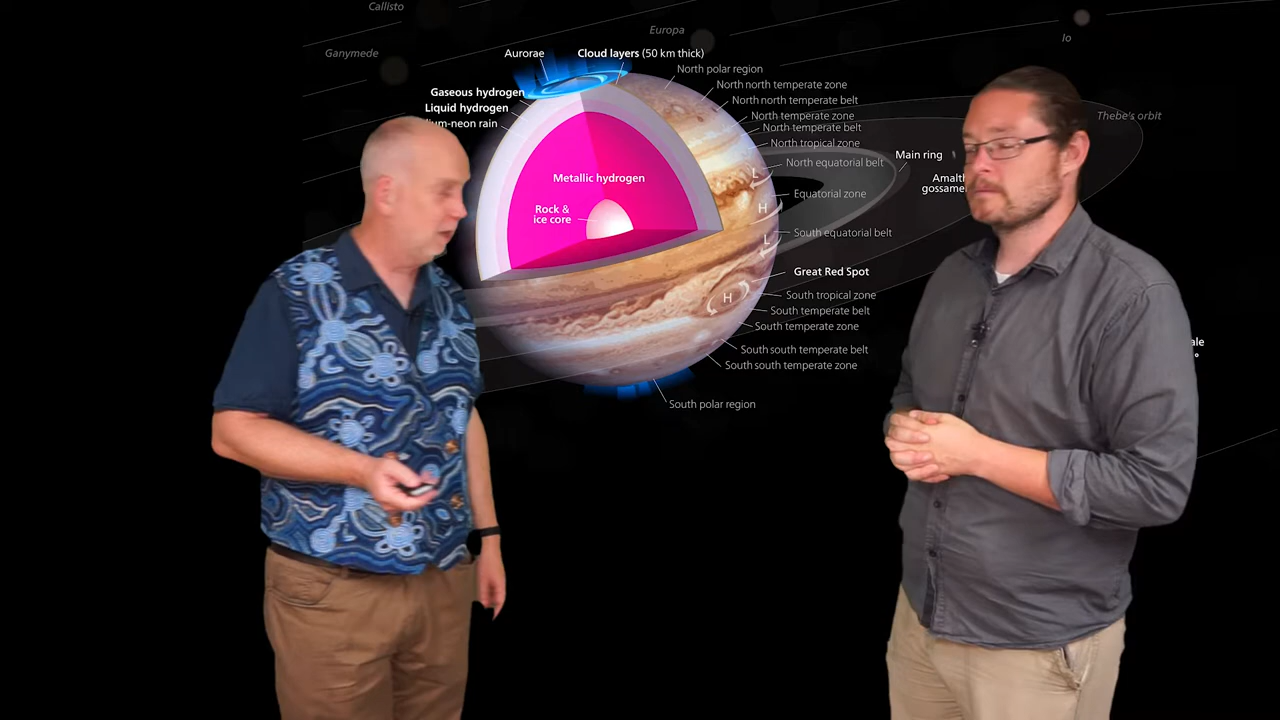 Callisto
Europa
Io
Ganymede
Aurorae
Cloud layers (50 km thick)
North polar region
Gaseous hydrogen
North north temperate zone
Liquid hydrogen
North north temperate belt
North temperate zone
rain
North temperate belt
Thebe's orbit
North tropical zone
Main ring
North equatorial belt
L
Metallic hydrogen
Equatorial zone
H
Rock &
ice core
South equatorial belt
L
Great Red Spot
South tropical zone
H
South temperate belt
South temperate zone
South south temperate belt
South south temperate zone
South polar region